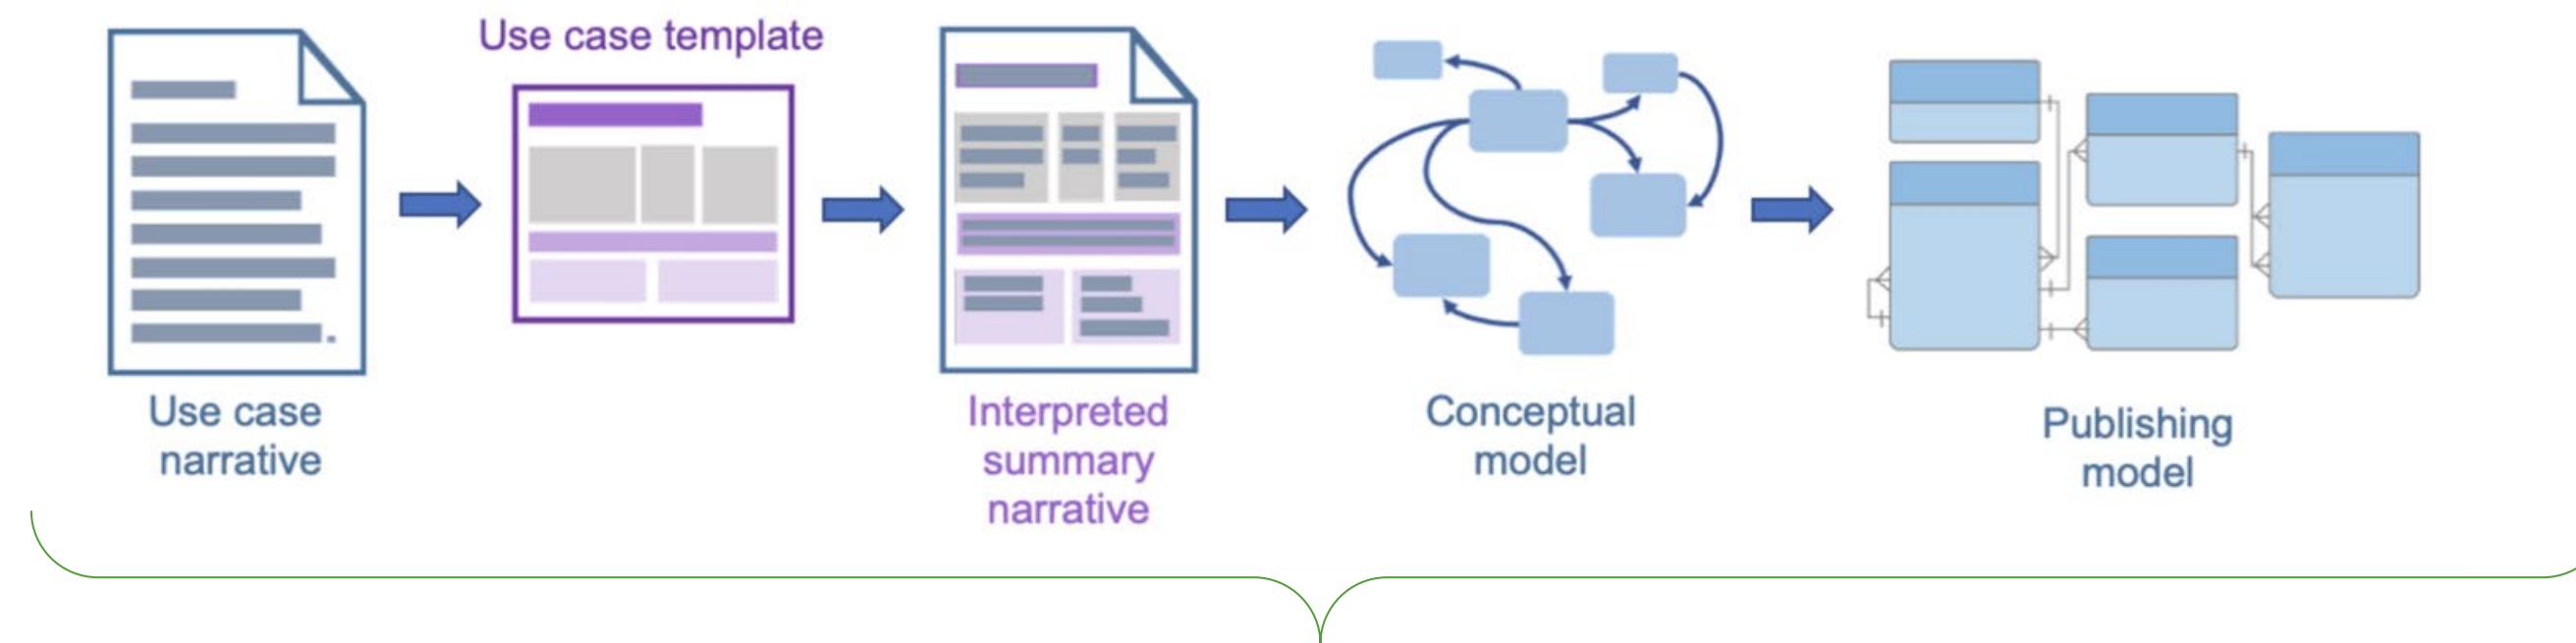 Use case template
Use case
narrative
Interpreted
summary
narrative
Conceptual
model
Publishing
model